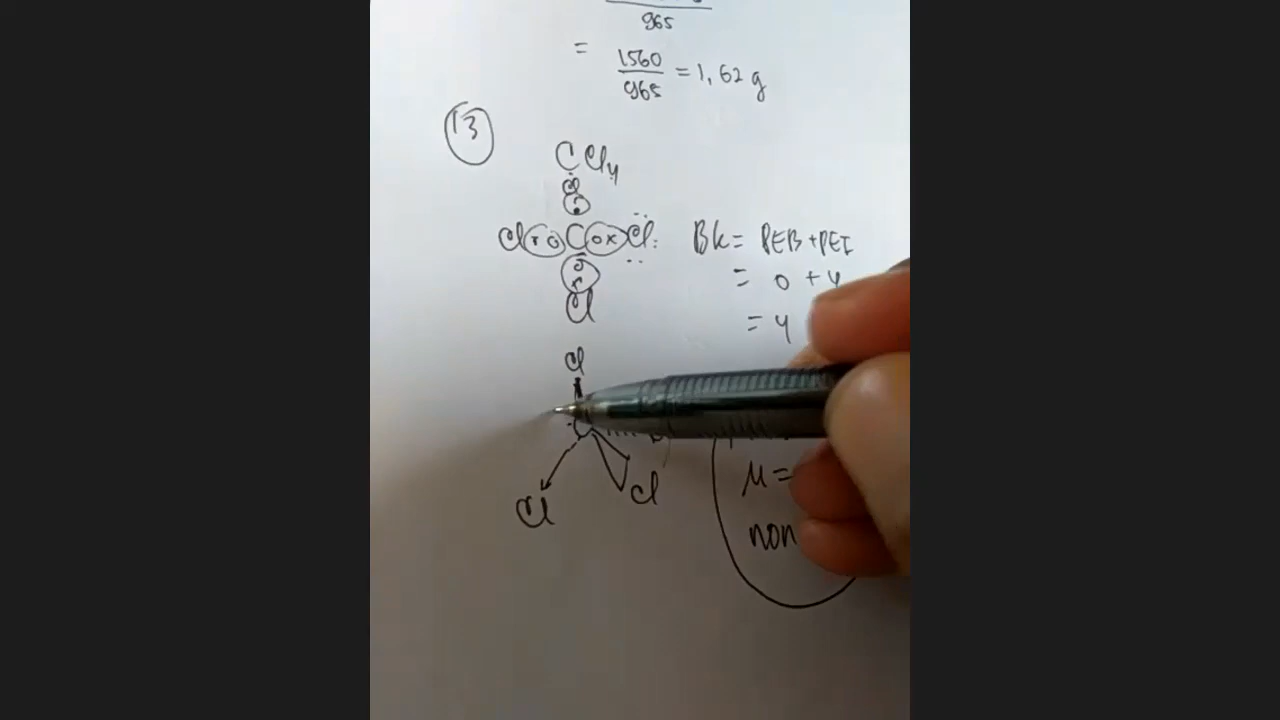 965
= 1560/965 = 1,62 g
13
CCl4
Cl
Cl x o C o x Cl
Cl
Bk = PEB + PEI
= 0 + 4
= 4
Cl
C
Cl
Cl
μ =
non